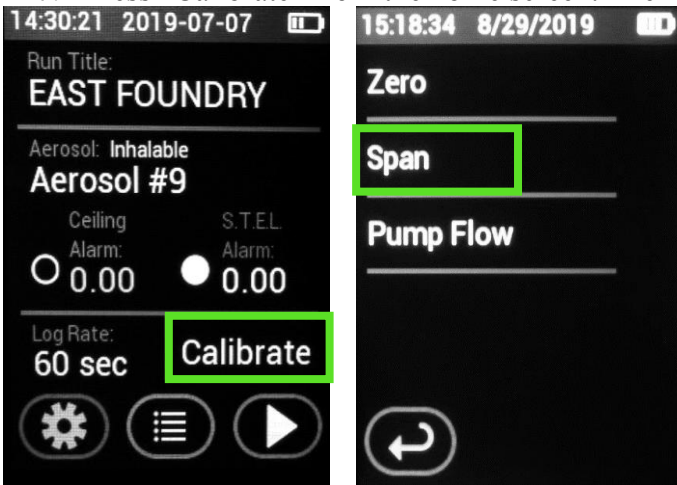 14:30:21 2019-07-07
Run Title:
EAST FOUNDRY
Aerosol: Inhalable
Aerosol #9
Ceiling
Alarm:
0.00
S.T.E.L.
Alarm:
0.00
Log Rate:
60 sec
Calibrate
15:18:34 8/29/2019
Zero
Span
Pump Flow